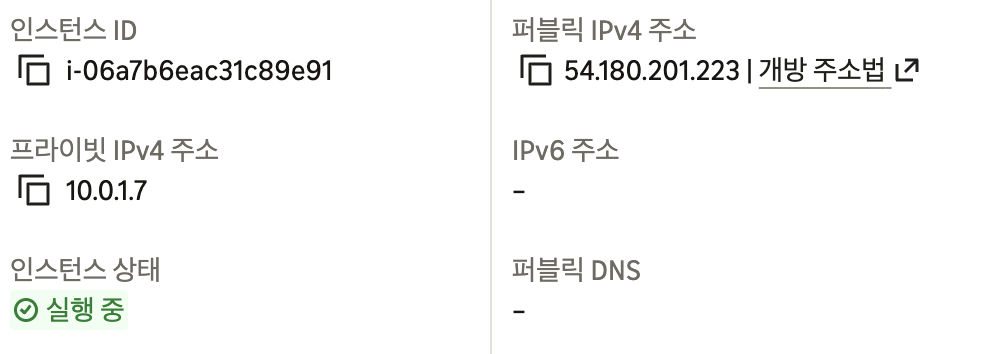 인스턴스 ID
i-06a7b6eac31c89e91
프라이빗 IPv4 주소
10.0.1.7
인스턴스 상태
실행 중
퍼블릭 IPv4 주소
54.180.201.223 | 개방 주소법
IPv6 주소
–
퍼블릭 DNS
–